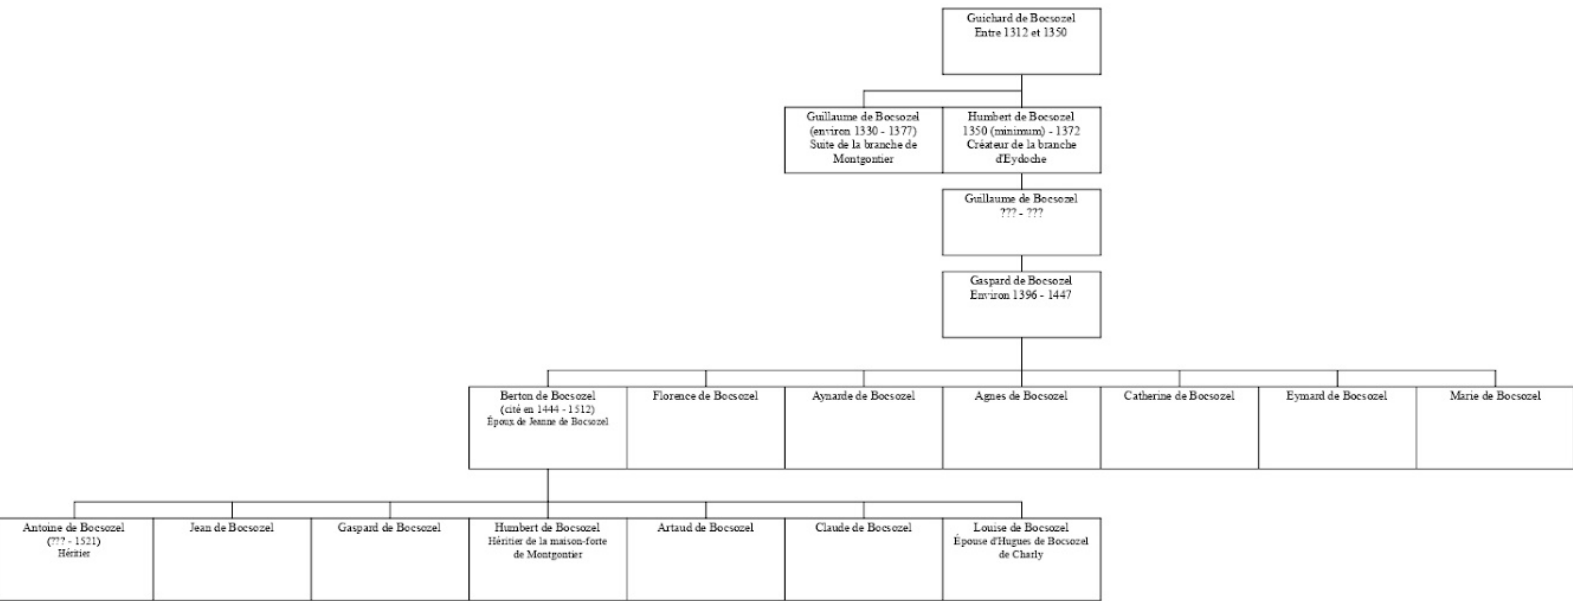 Guichard de Bocsozel
Entre 1312 et 1350
Guillaume de Bocsozel
(environ 1330 - 1377)
Suite de la branche de
Montgontier
Humbert de Bocsozel
1350 (minimum) - 1372
Créateur de la branche
d'Eydoche
Guillaume de Bocsozel
??? - ???
Gaspard de Bocsozel
Environ 1396 - 1447
Berton de Bocsozel
(cité en 1444 - 1512)
Époux de Jeanne de Bocsozel
Florence de Bocsozel
Aynarde de Bocsozel
Agnes de Bocsozel
Catherine de Bocsozel
Eymard de Bocsozel
Marie de Bocsozel
Antoine de Bocsozel
(??? - 1521)
Héritier
Jean de Bocsozel
Gaspard de Bocsozel
Humbert de Bocsozel
Héritier de la maison-forte
de Montgontier
Artaud de Bocsozel
Claude de Bocsozel
Louise de Bocsozel
Épouse d'Hugues de Bocsozel
de Charly